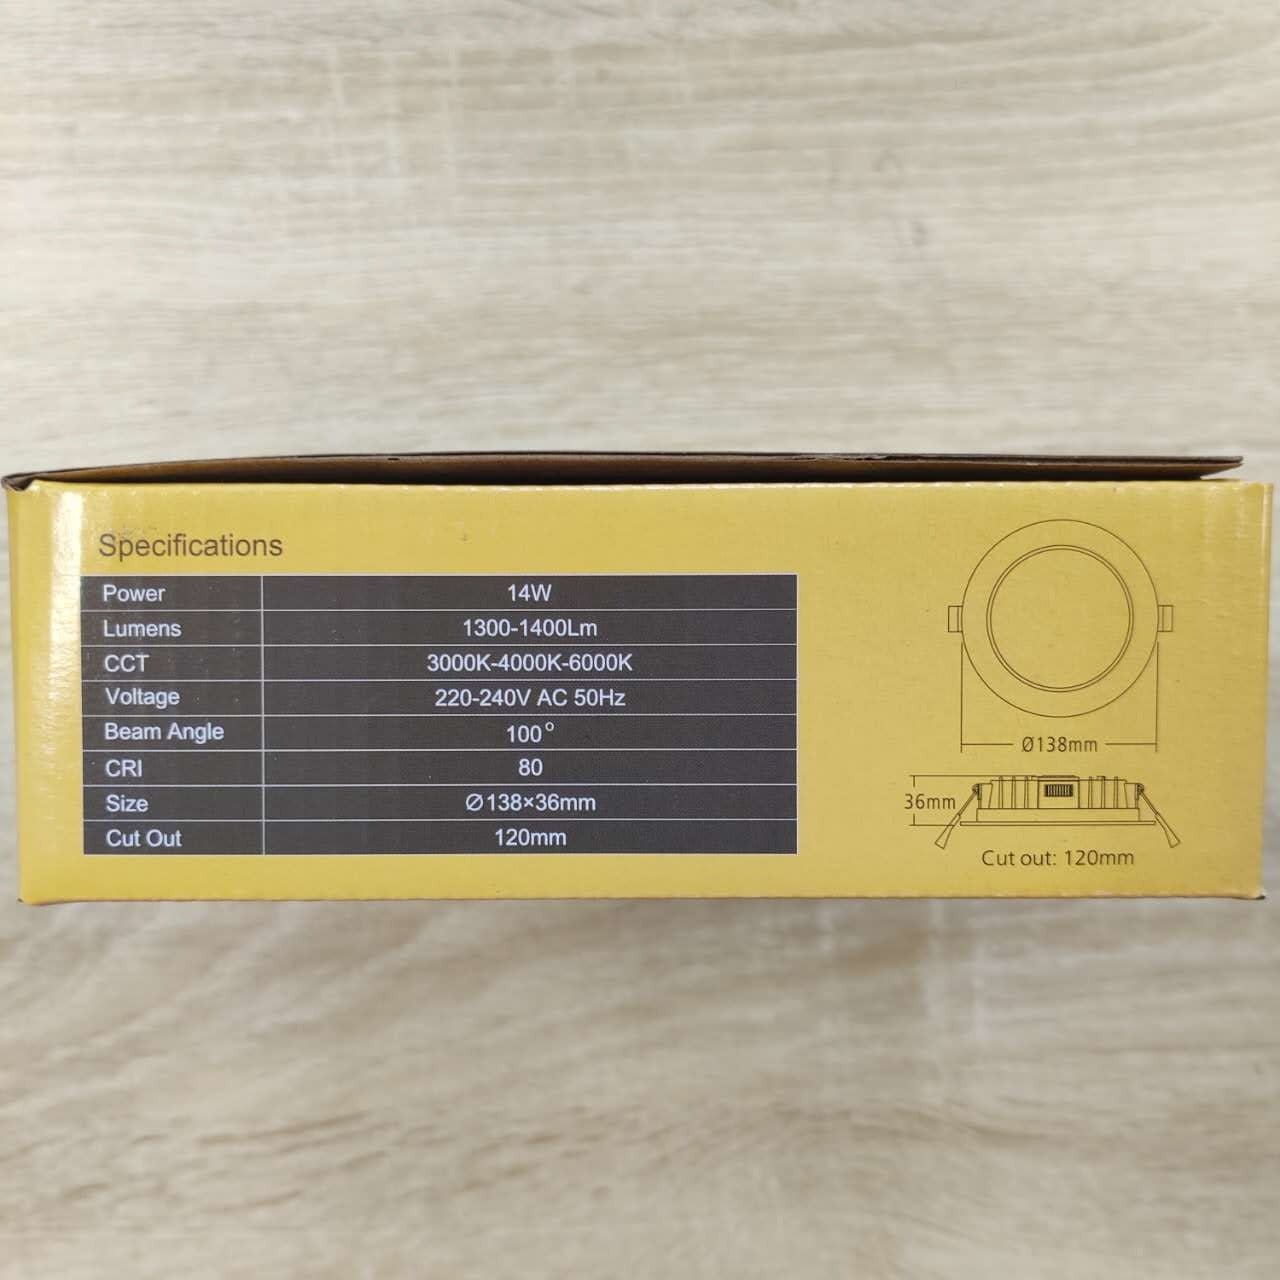 Specifications
Power 14W
Lumens 1300-1400Lm
CCT 3000K-4000K-6000K
Voltage 220-240V AC 50Hz
Beam Angle 100°
CRI 80
Size Ø138×36mm
Cut Out 120mm
Ø138mm
36mm
Cut out: 120mm